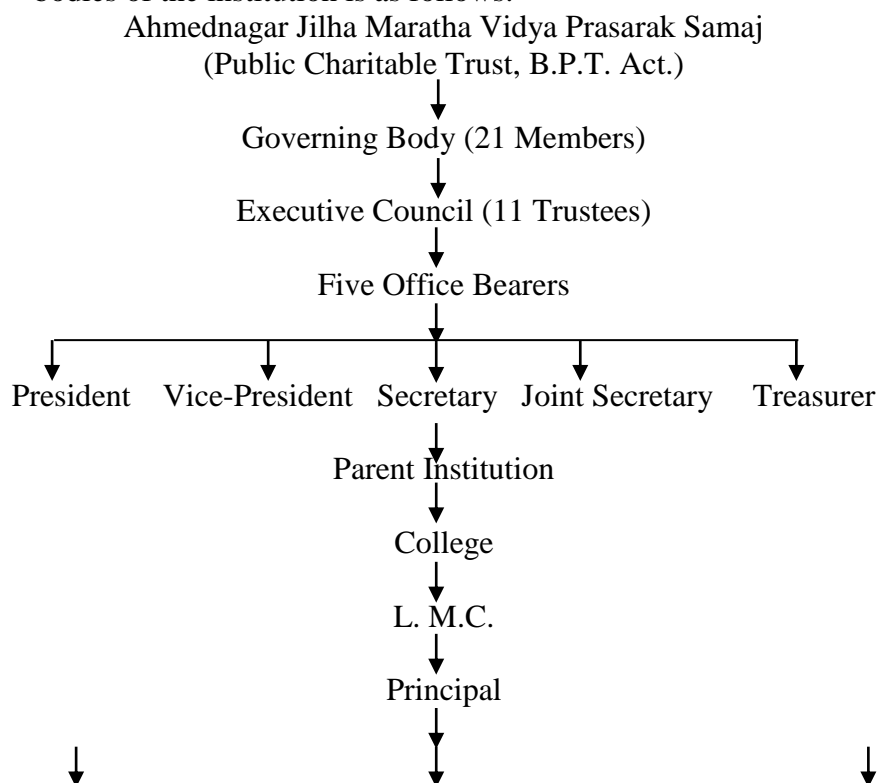 bodies of the institution is as follows.
Ahmednagar Jilha Maratha Vidya Prasarak Samaj
(Public Charitable Trust, B.P.T. Act.)
Governing Body (21 Members)
Executive Council (11 Trustees)
Five Office Bearers
President Vice-President Secretary Joint Secretary Treasurer
Parent Institution
College
L. M.C.
Principal